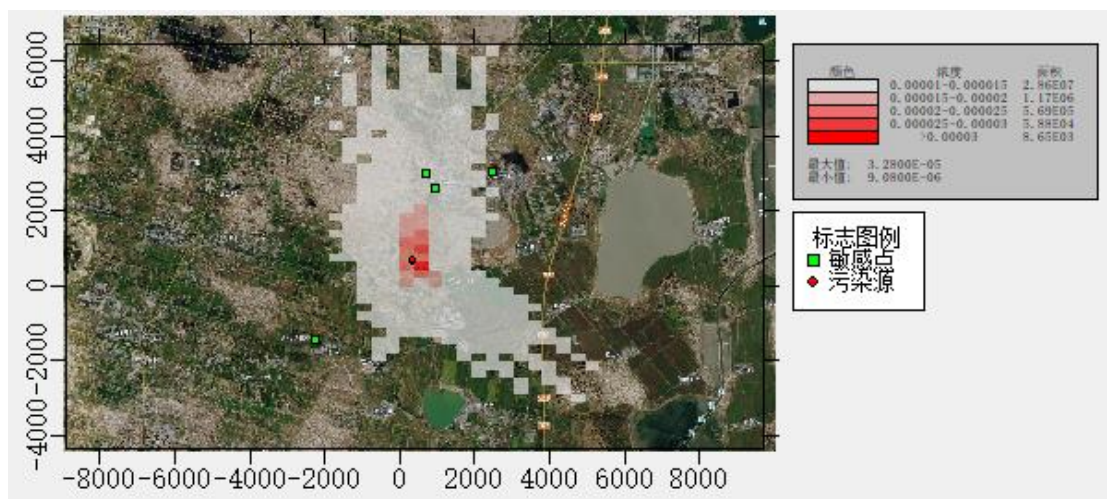 6000
4000
2000
0
-2000
-4000
-8000 -6000 -4000 -2000 0 2000 4000 6000 8000
颜色 浓度 面积
0.00001-0.000015 2.86E07
0.000015-0.00002 1.17E06
0.00002-0.000025 5.69E05
0.000025-0.00003 5.88E04
>0.00003 8.65E03
最大值: 3.2800E-05
最小值: 9.0800E-06
标志图例
敏感点
污染源